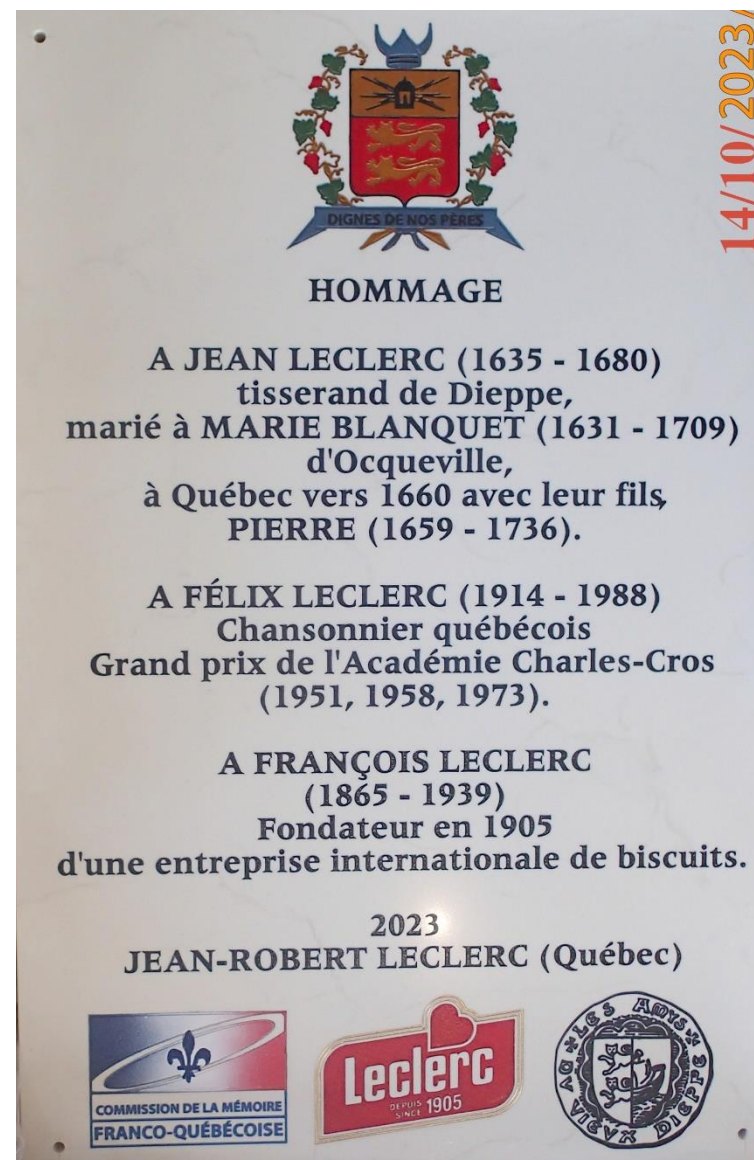 14/10/2023
DIGNES DE NOS PÈRES
HOMMAGE
A JEAN LECLERC (1635 - 1680)
tisserand de Dieppe,
marié à MARIE BLANQUET (1631 - 1709)
d'Ocqueville,
à Québec vers 1660 avec leur fils,
PIERRE (1659 - 1736).
A FÉLIX LECLERC (1914 - 1988)
Chansonnier québécois
Grand prix de l'Académie Charles-Cros
(1951, 1958, 1973).
A FRANÇOIS LECLERC
(1865 - 1939)
Fondateur en 1905
d'une entreprise internationale de biscuits.
2023
JEAN-ROBERT LECLERC (Québec)
COMMISSION DE LA MÉMOIRE
FRANCO-QUÉBÉCOISE
Leclerc
DEPUIS
SINCE 1905
LES AMYS
DV VIEVX DIEPPE